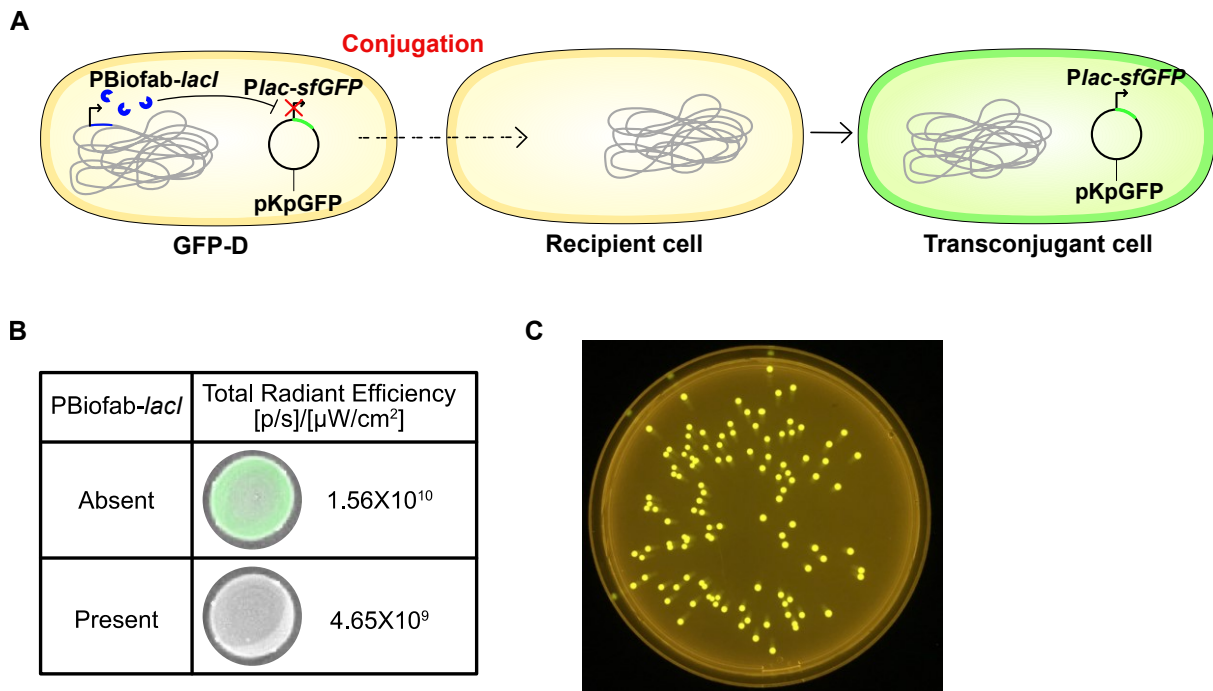 A
Conjugation
PBiofab-lacI
Plac-sfGFP
pKpGFP
GFP-D
Recipient cell
Plac-sfGFP
pKpGFP
Transconjugant cell
B
PBiofab-lacI
Total Radiant Efficiency
[p/s]/[µW/cm²]
Absent
1.56X10¹⁰
Present
4.65X10⁹
C